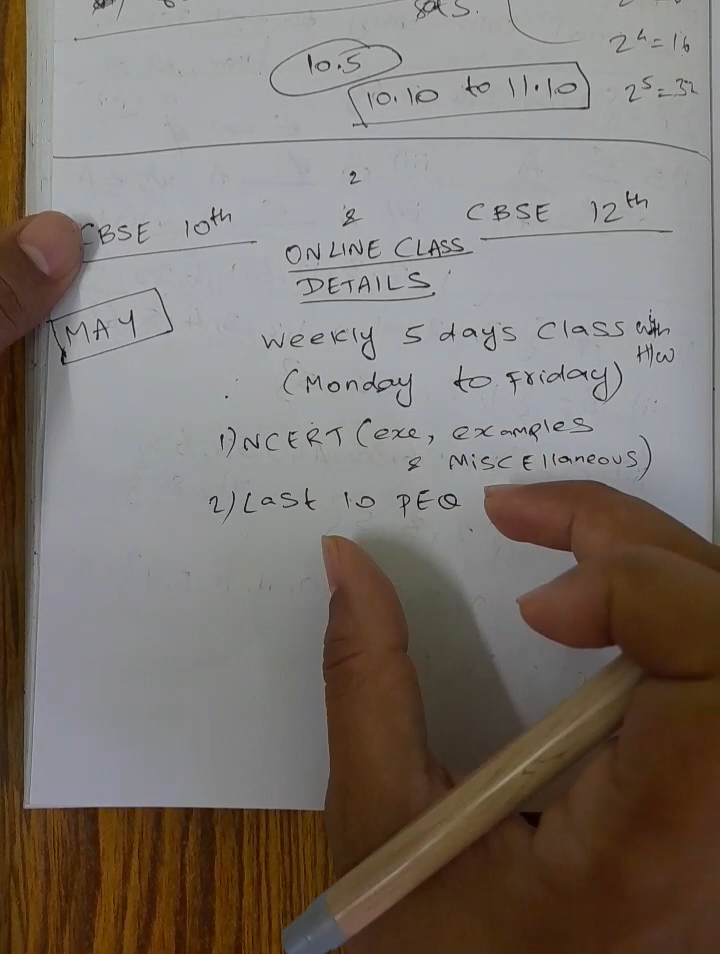 sets.
2⁴ = 16
10.5
10.10 to 11.10
2⁵ = 32
2
CBSE 10th & CBSE 12th
ONLINE CLASS
DETAILS
MAY
Weekly 5 days Class with H/W
(Monday to Friday)
1) NCERT (exe, examples
& Miscellaneous)
2) Last 10 PEQ